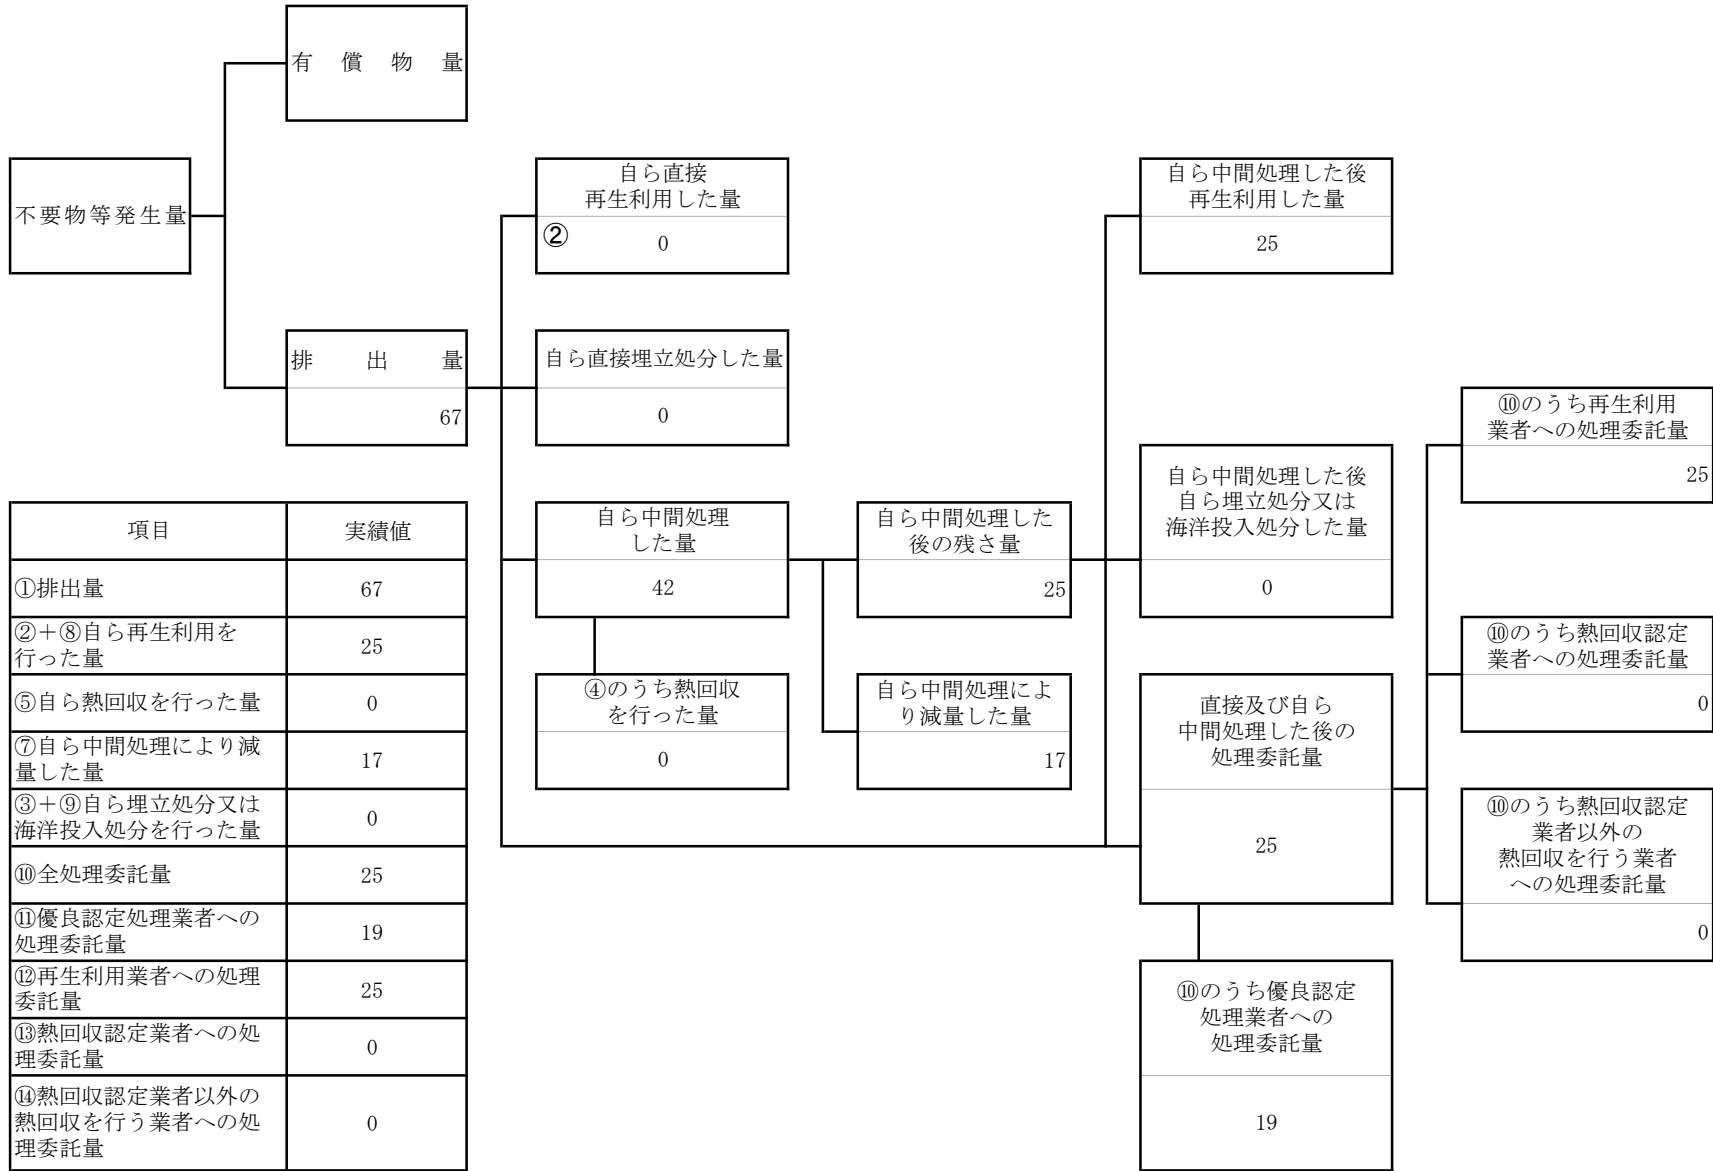 有償物量
不要物等発生量
自ら直接
再生利用した量
②
0
自ら中間処理した後
再生利用した量
25
排出量
67
自ら直接埋立処分した量
0
⑩のうち再生利用
業者への処理委託量
25
自ら中間処理した後
自ら埋立処分又は
海洋投入処分した量
0
自ら中間処理
した量
42
自ら中間処理した
後の残さ量
25
⑩のうち熱回収認定
業者への処理委託量
0
④のうち熱回収
を行った量
0
自ら中間処理によ
り減量した量
17
直接及び自ら
中間処理した後の
処理委託量
25
⑩のうち熱回収認定
業者以外の
熱回収を行う業者
への処理委託量
0
⑩のうち優良認定
処理業者への
処理委託量
19
項目 実績値
①排出量 67
②+⑧自ら再生利用を
行った量
25
⑤自ら熱回収を行った量 0
⑦自ら中間処理により減
量した量
17
③+⑨自ら埋立処分又は
海洋投入処分を行った量
0
⑩全処理委託量 25
⑪優良認定処理業者への
処理委託量
19
⑫再生利用業者への処理
委託量
25
⑬熱回収認定業者への処
理委託量
0
⑭熱回収認定業者以外の
熱回収を行う業者への処
理委託量
0